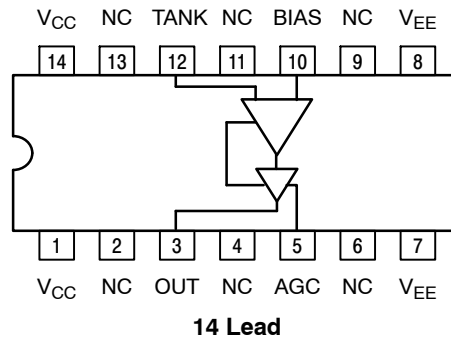 VCC NC TANK NC BIAS NC VEE
14 13 12 11 10 9 8
1 2 3 4 5 6 7
VCC NC OUT NC AGC NC VEE
14 Lead